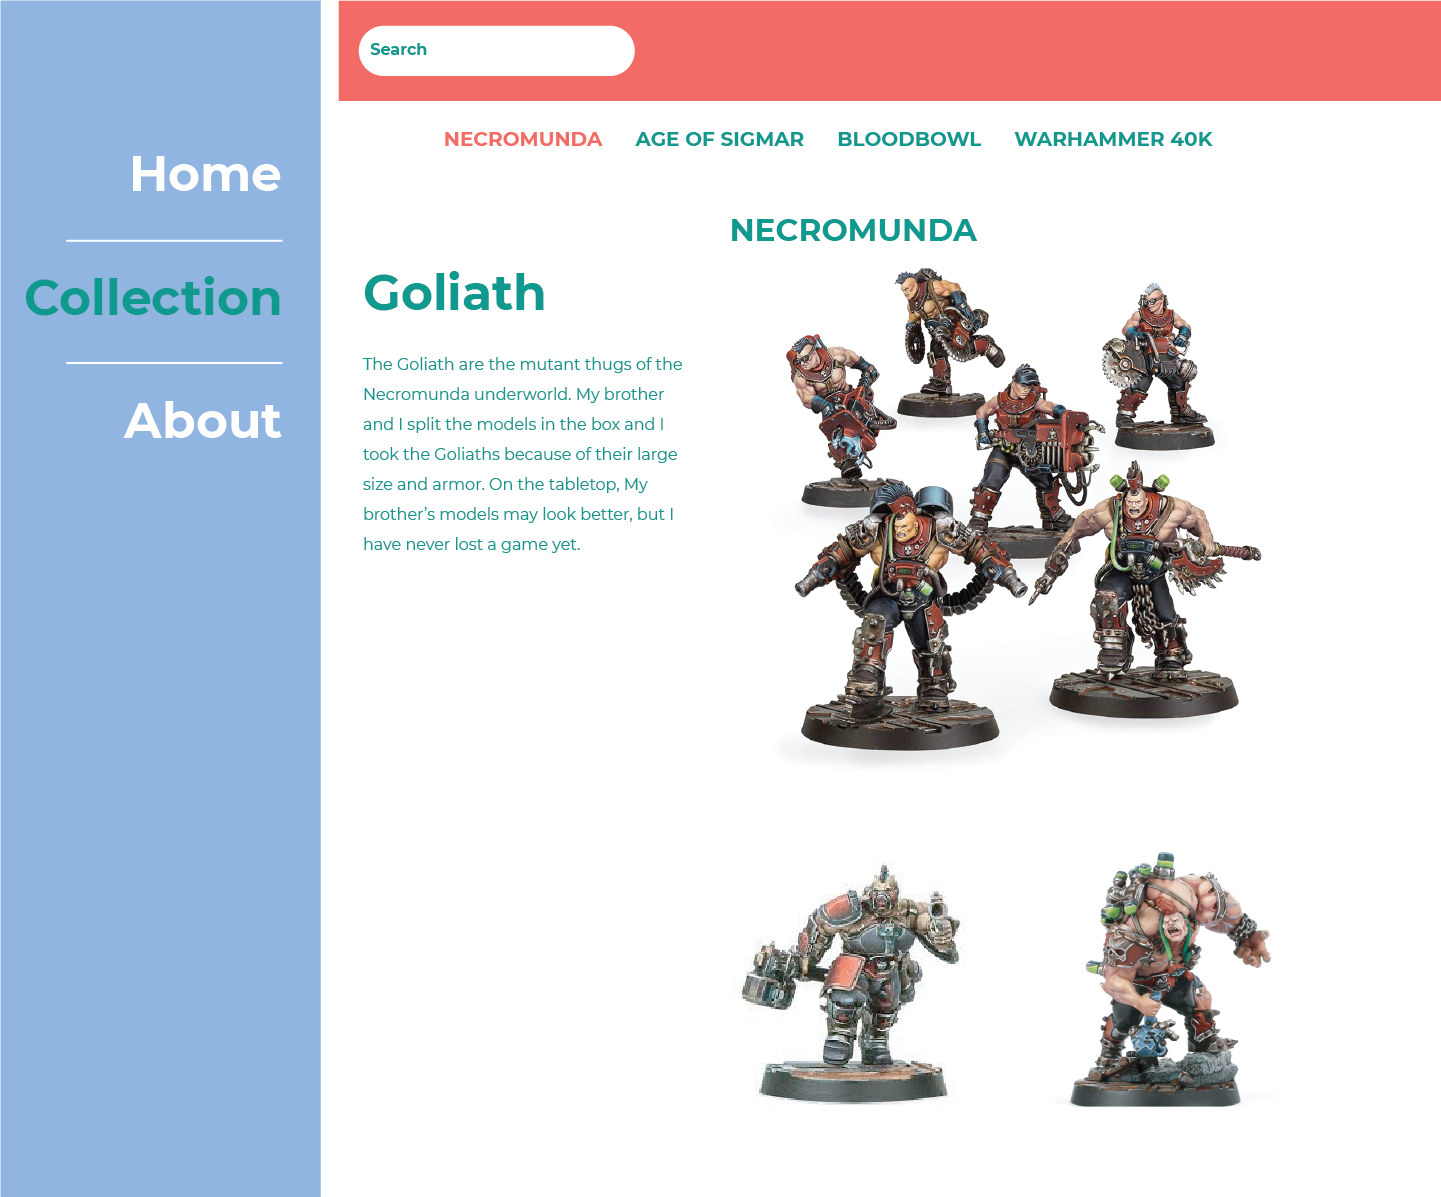 Search
NECROMUNDA AGE OF SIGMAR BLOODBOWL WARHAMMER 40K
Home
Collection
About
NECROMUNDA
Goliath
The Goliath are the mutant thugs of the
Necromunda underworld. My brother
and I split the models in the box and I
took the Goliaths because of their large
size and armor. On the tabletop, My
brother’s models may look better, but I
have never lost a game yet.